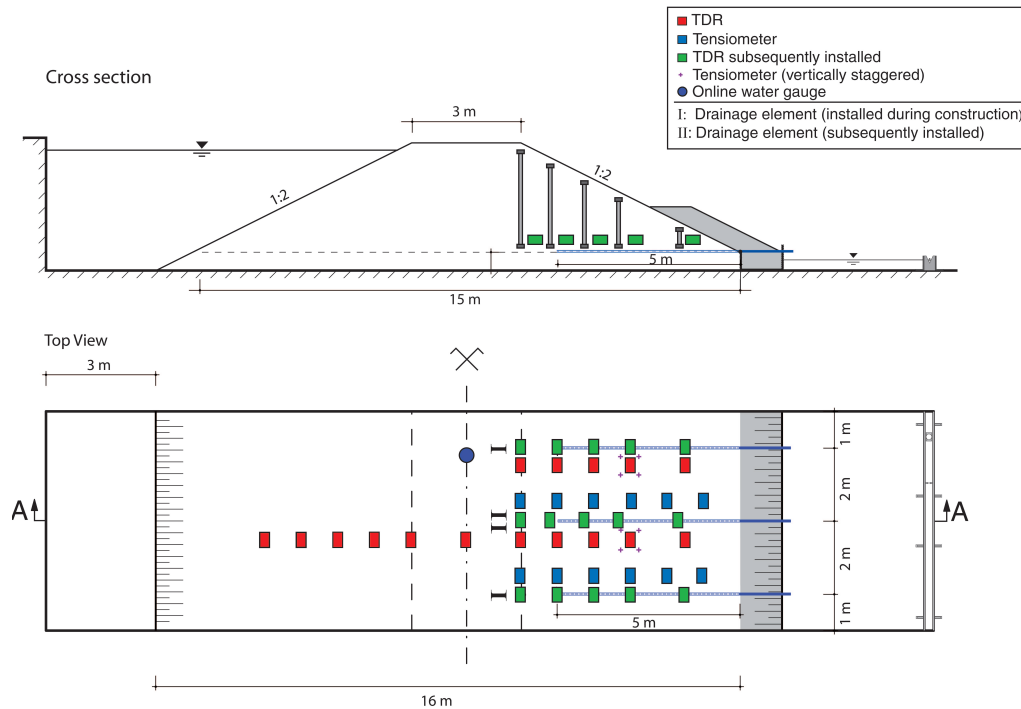 TDR
Tensiometer
TDR subsequently installed
Tensiometer (vertically staggered)
Online water gauge
I: Drainage element (installed during construction)
II: Drainage element (subsequently installed)
Cross section
3 m
1:2
1:2
5 m
15 m
Top View
3 m
I
1 m
2 m
A
II
A
2 m
I
5 m
1 m
16 m